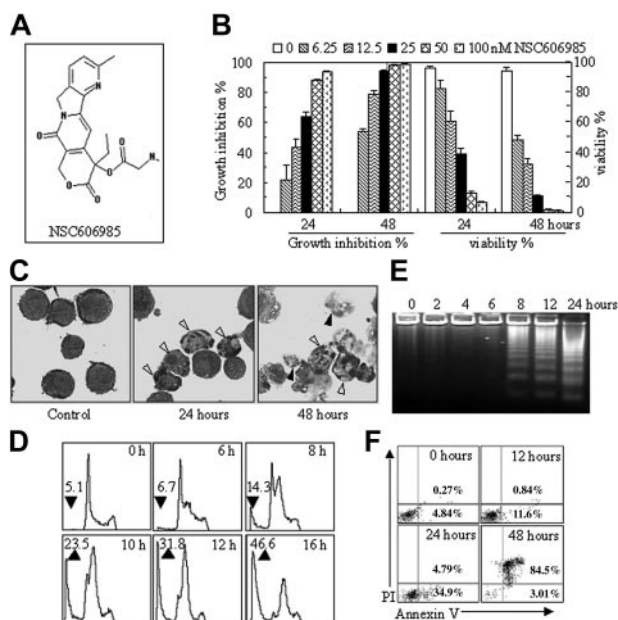 A
N
N
O
O
O
O
O
N
NSC606985
B
0 6.25 12.5 25 50 100 nM NSC606985
Growth inhibition %
100
80
60
40
20
0
100
80
60
40
20
0
viability %
24 48 24 48 hours
Growth inhibition % viability %
C
Control 24 hours 48 hours
E
0 2 4 6 8 12 24 hours
D
0 h 6 h 8 h
5.1 6.7 14.3
10 h 12 h 16 h
23.5 31.8 46.6
F
0 hours 12 hours
0.27% 0.84%
4.84% 11.6%
24 hours 48 hours
4.79% 84.5%
34.9% 3.01%
PI
Annexin V